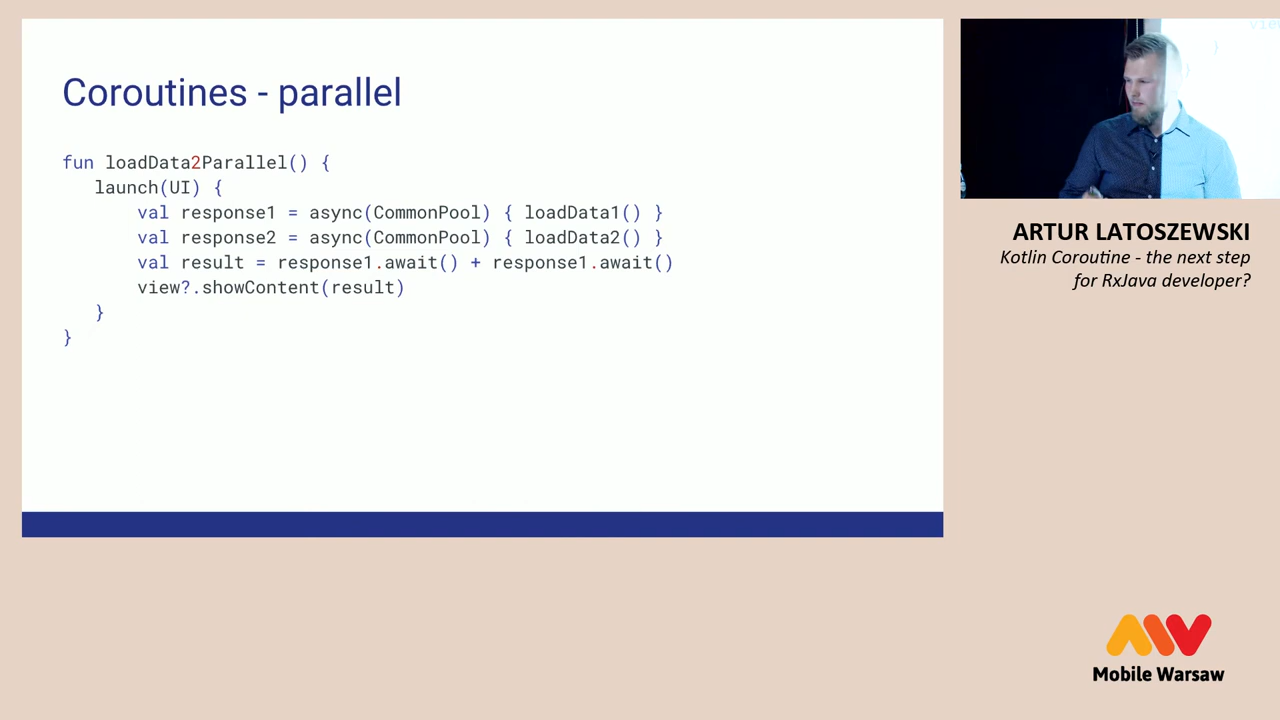 Coroutines - parallel
fun loadData2Parallel() {
launch(UI) {
val response1 = async(CommonPool) { loadData1() }
val response2 = async(CommonPool) { loadData2() }
val result = response1.await() + response1.await()
view?.showContent(result)
}
}
ARTUR LATOSZEWSKI
Kotlin Coroutine - the next step
for RxJava developer?
Mobile Warsaw